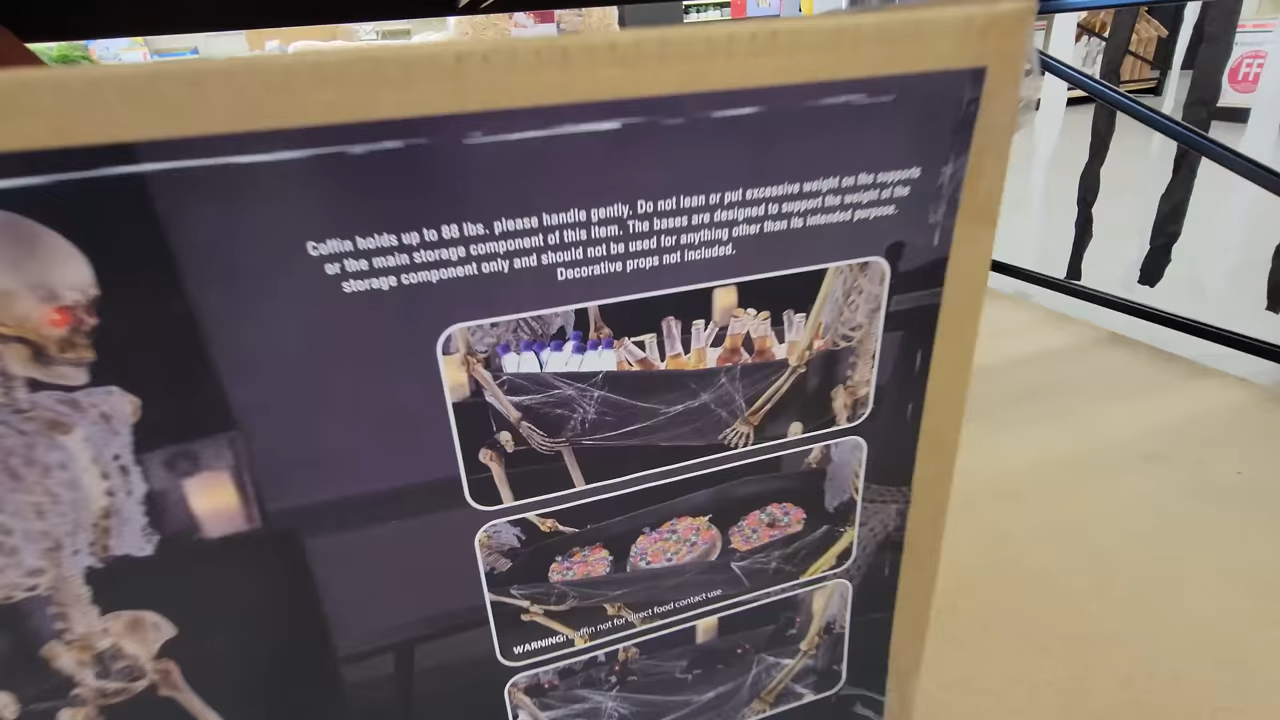 Coffin holds up to 88 lbs. please handle gently. Do not lean or put excessive weight on the supports
or the main storage component of this item. The bases are designed to support the weight of the
storage component only and should not be used for anything other than its intended purpose.
Decorative props not included.
WARNING! Coffin not for direct food contact use
FF